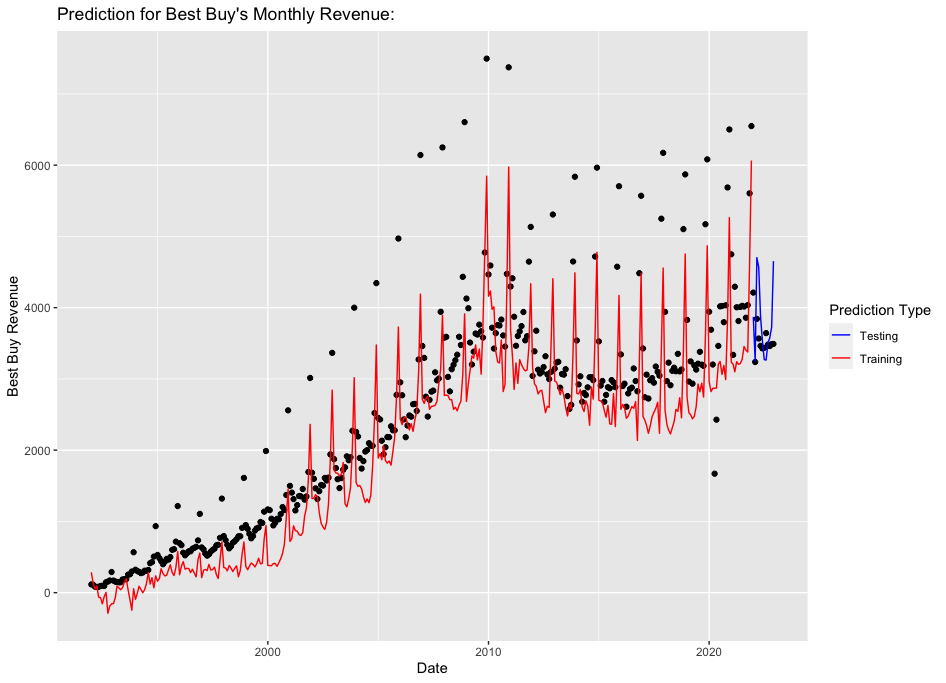 Prediction for Best Buy's Monthly Revenue:
6000
4000
2000
0
Best Buy Revenue
2000
2010
2020
Date
Prediction Type
Testing
Training